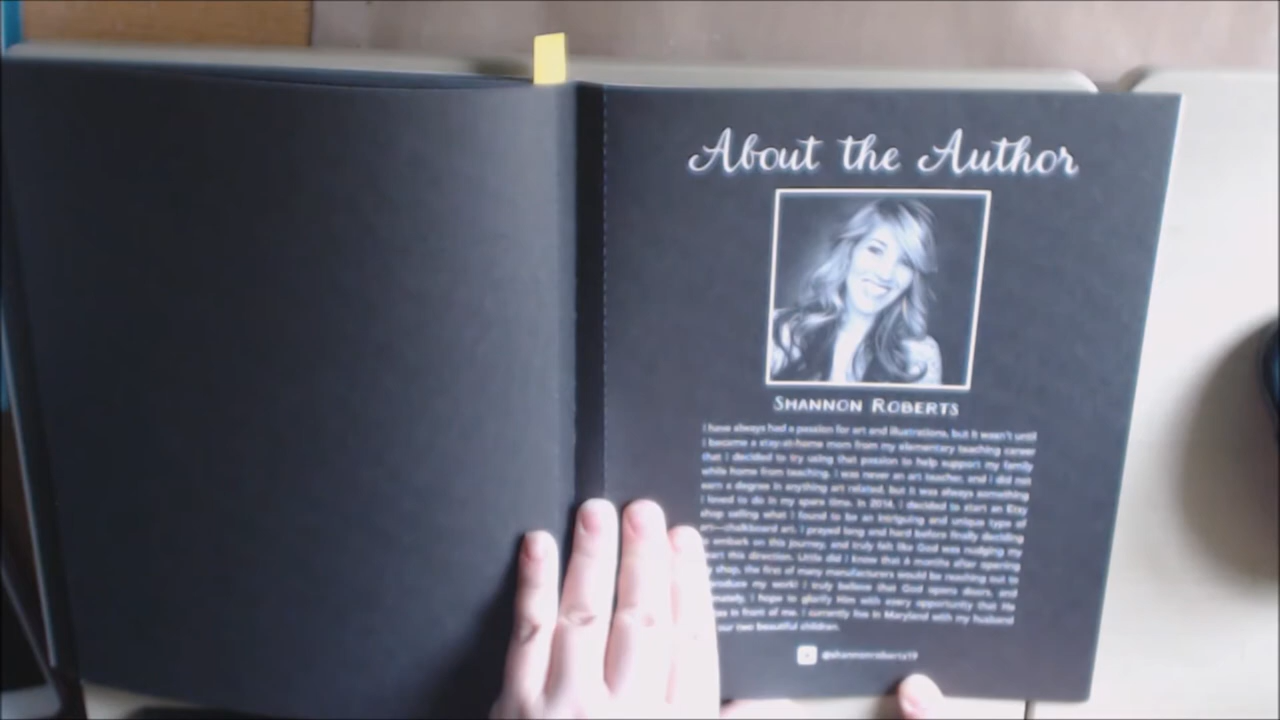 About the Author
SHANNON ROBERTS
I have always had a passion for art and illustrations, but it wasn't until
I became a stay-at-home mom from my elementary teaching career
that I decided to try using that passion to help support my family
while home from teaching. I was never an art teacher, and I did not
earn a degree in anything art related, but it was always something
I loved to do in my spare time. In 2014, I decided to start an Etsy
shop selling what I found to be an intriguing and unique type of
art—chalkboard art. I prayed long and hard before finally deciding
embark on this journey, and truly felt like God was nudging my
this direction. Little did I know that 6 months after opening
shop, the first of many manufacturers would be reaching out to
my work! I truly believe that God opens doors, and
I hope to glorify Him with every opportunity that He
in front of me. I currently live in Maryland with my husband
our two beautiful children.
@shannonroberts19